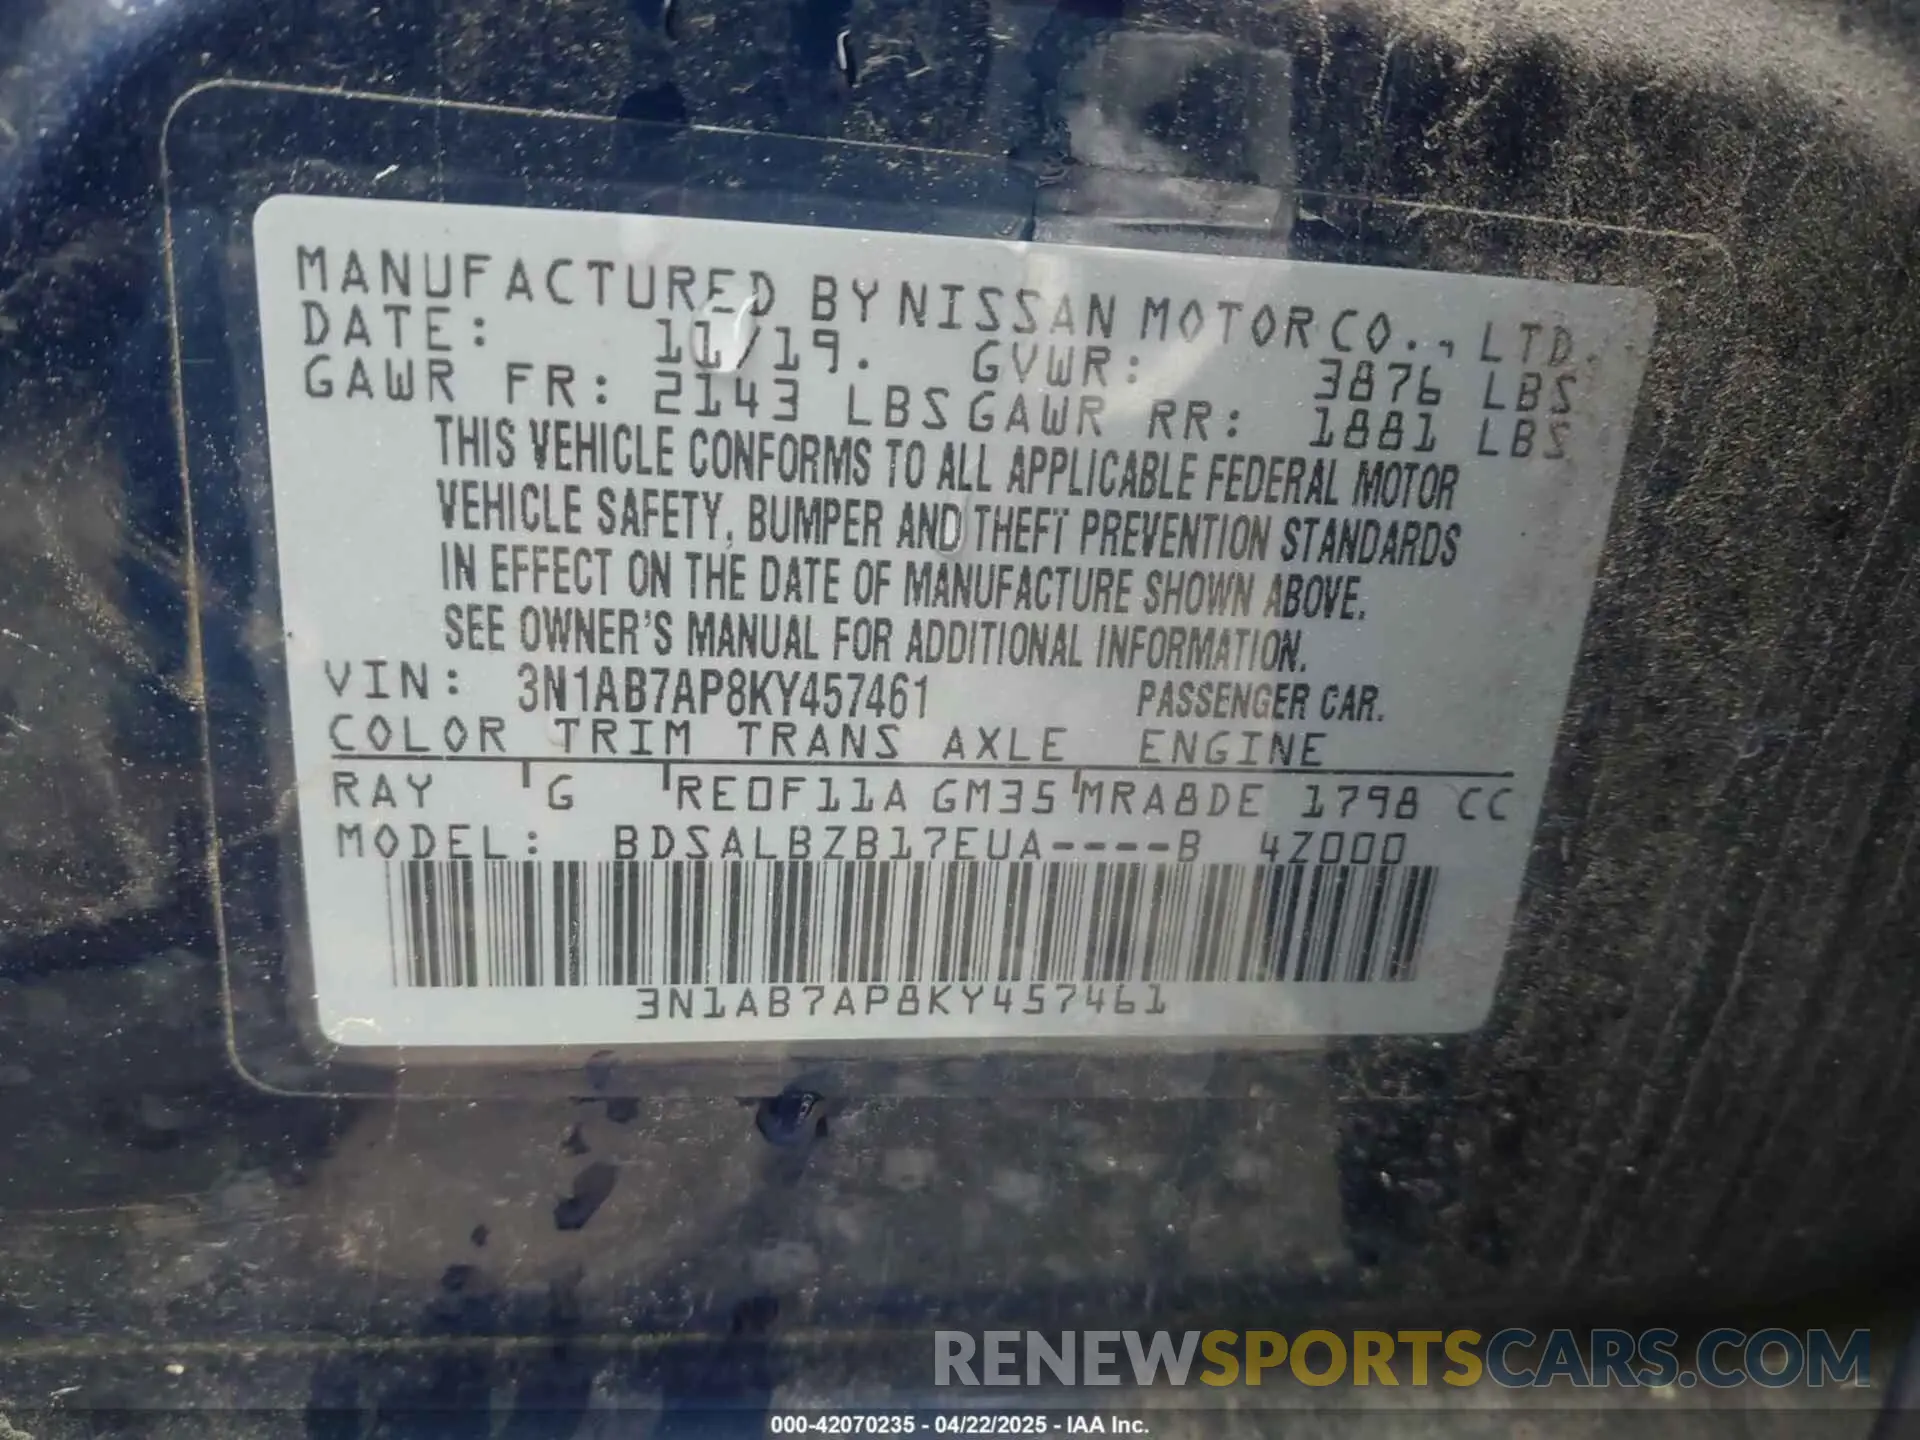 MANUFACTURED BY NISSAN MOTOR CO., LTD.
DATE: 11/19. GVWR: 3876 LBS
GAWR FR: 2143 LBS GAWR RR: 1881 LBS
THIS VEHICLE CONFORMS TO ALL APPLICABLE FEDERAL MOTOR
VEHICLE SAFETY, BUMPER AND THEFT PREVENTION STANDARDS
IN EFFECT ON THE DATE OF MANUFACTURE SHOWN ABOVE.
SEE OWNER'S MANUAL FOR ADDITIONAL INFORMATION.
VIN: 3N1AB7AP8KY457461 PASSENGER CAR.
COLOR TRIM TRANS AXLE ENGINE
RAY G RE0F11A GM35 MRA8DE 1798 CC
MODEL: BDSALBZB17EUA----B 4Z000
3N1AB7AP8KY457461
RENEWSPORTSCARS.COM
000-42070235 - 04/22/2025 - IAA Inc.